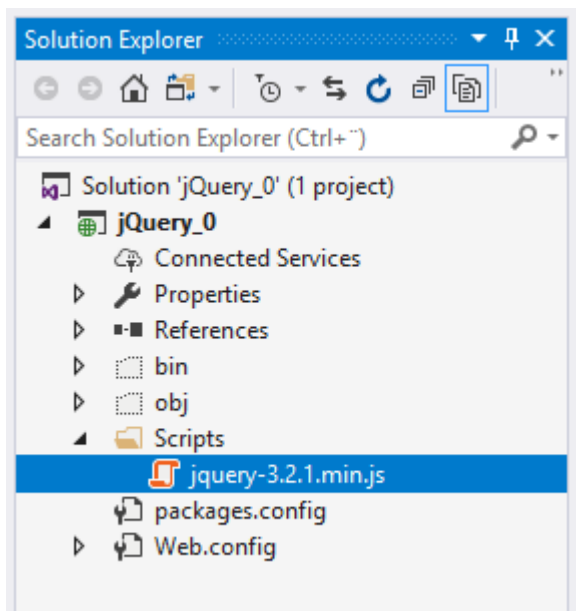 Solution Explorer
Search Solution Explorer (Ctrl+¨)
Solution 'jQuery_0' (1 project)
jQuery_0
Connected Services
Properties
References
bin
obj
Scripts
jquery-3.2.1.min.js
packages.config
Web.config